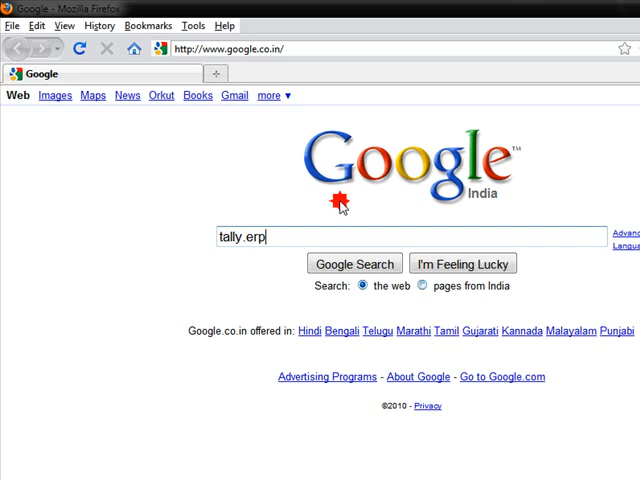 Google - Mozilla Firefox
File Edit View History Bookmarks Tools Help
http://www.google.co.in/
Google
Web Images Maps News Orkut Books Gmail more ▼
Google™
India
tally.erp
Advanc
Langua
Google Search I'm Feeling Lucky
Search: the web pages from India
Google.co.in offered in: Hindi Bengali Telugu Marathi Tamil Gujarati Kannada Malayalam Punjabi
Advertising Programs - About Google - Go to Google.com
©2010 - Privacy